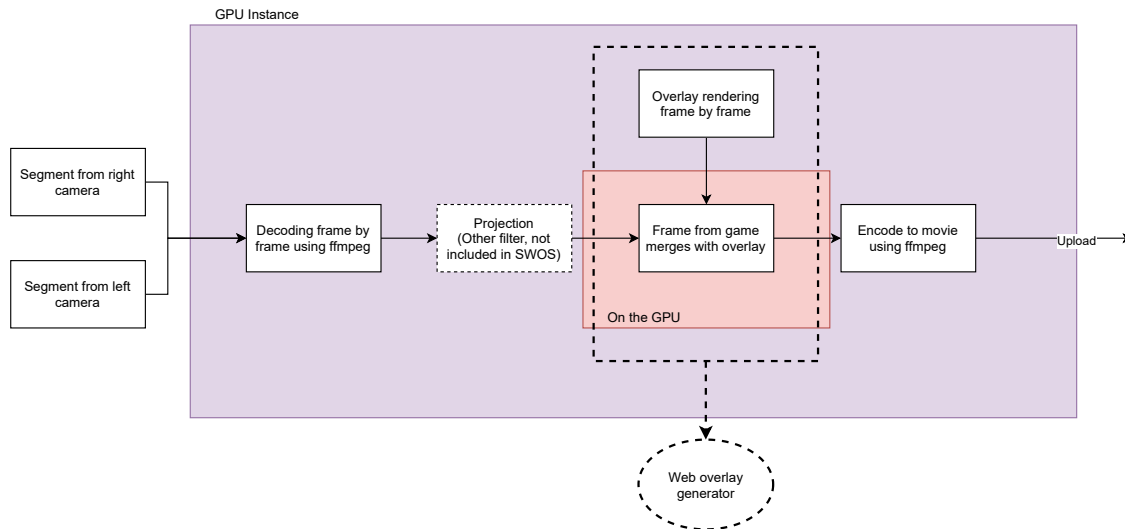 GPU Instance
Overlay rendering
frame by frame
Segment from right
camera
Decoding frame by
frame using ffmpeg
Projection
(Other filter, not
included in SWOS)
Frame from game
merges with overlay
Encode to movie
using ffmpeg
Upload
Segment from left
camera
On the GPU
Web overlay
generator